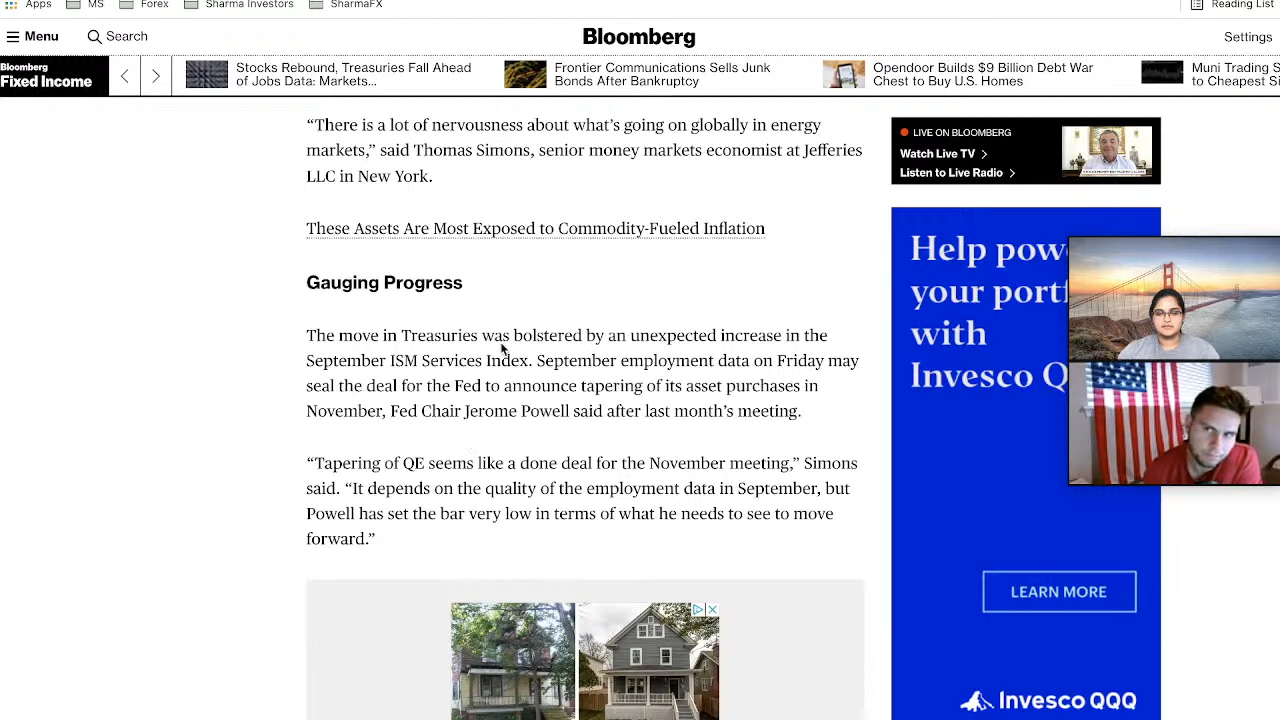 Apps MS Forex Sharma Investors SharmaFX Reading List
Menu Search Bloomberg Settings
Bloomberg
Fixed Income
Stocks Rebound, Treasuries Fall Ahead
of Jobs Data: Markets...
Frontier Communications Sells Junk
Bonds After Bankruptcy
Opendoor Builds $9 Billion Debt War
Chest to Buy U.S. Homes
Muni Trading S
to Cheapest S
“There is a lot of nervousness about what’s going on globally in energy
markets,” said Thomas Simons, senior money markets economist at Jefferies
LLC in New York.
These Assets Are Most Exposed to Commodity-Fueled Inflation
Gauging Progress
The move in Treasuries was bolstered by an unexpected increase in the
September ISM Services Index. September employment data on Friday may
seal the deal for the Fed to announce tapering of its asset purchases in
November, Fed Chair Jerome Powell said after last month’s meeting.
“Tapering of QE seems like a done deal for the November meeting,” Simons
said. “It depends on the quality of the employment data in September, but
Powell has set the bar very low in terms of what he needs to see to move
forward.”
LIVE ON BLOOMBERG
Watch Live TV
Listen to Live Radio
Help pow
your portf
with
Invesco Q
LEARN MORE
Invesco QQQ